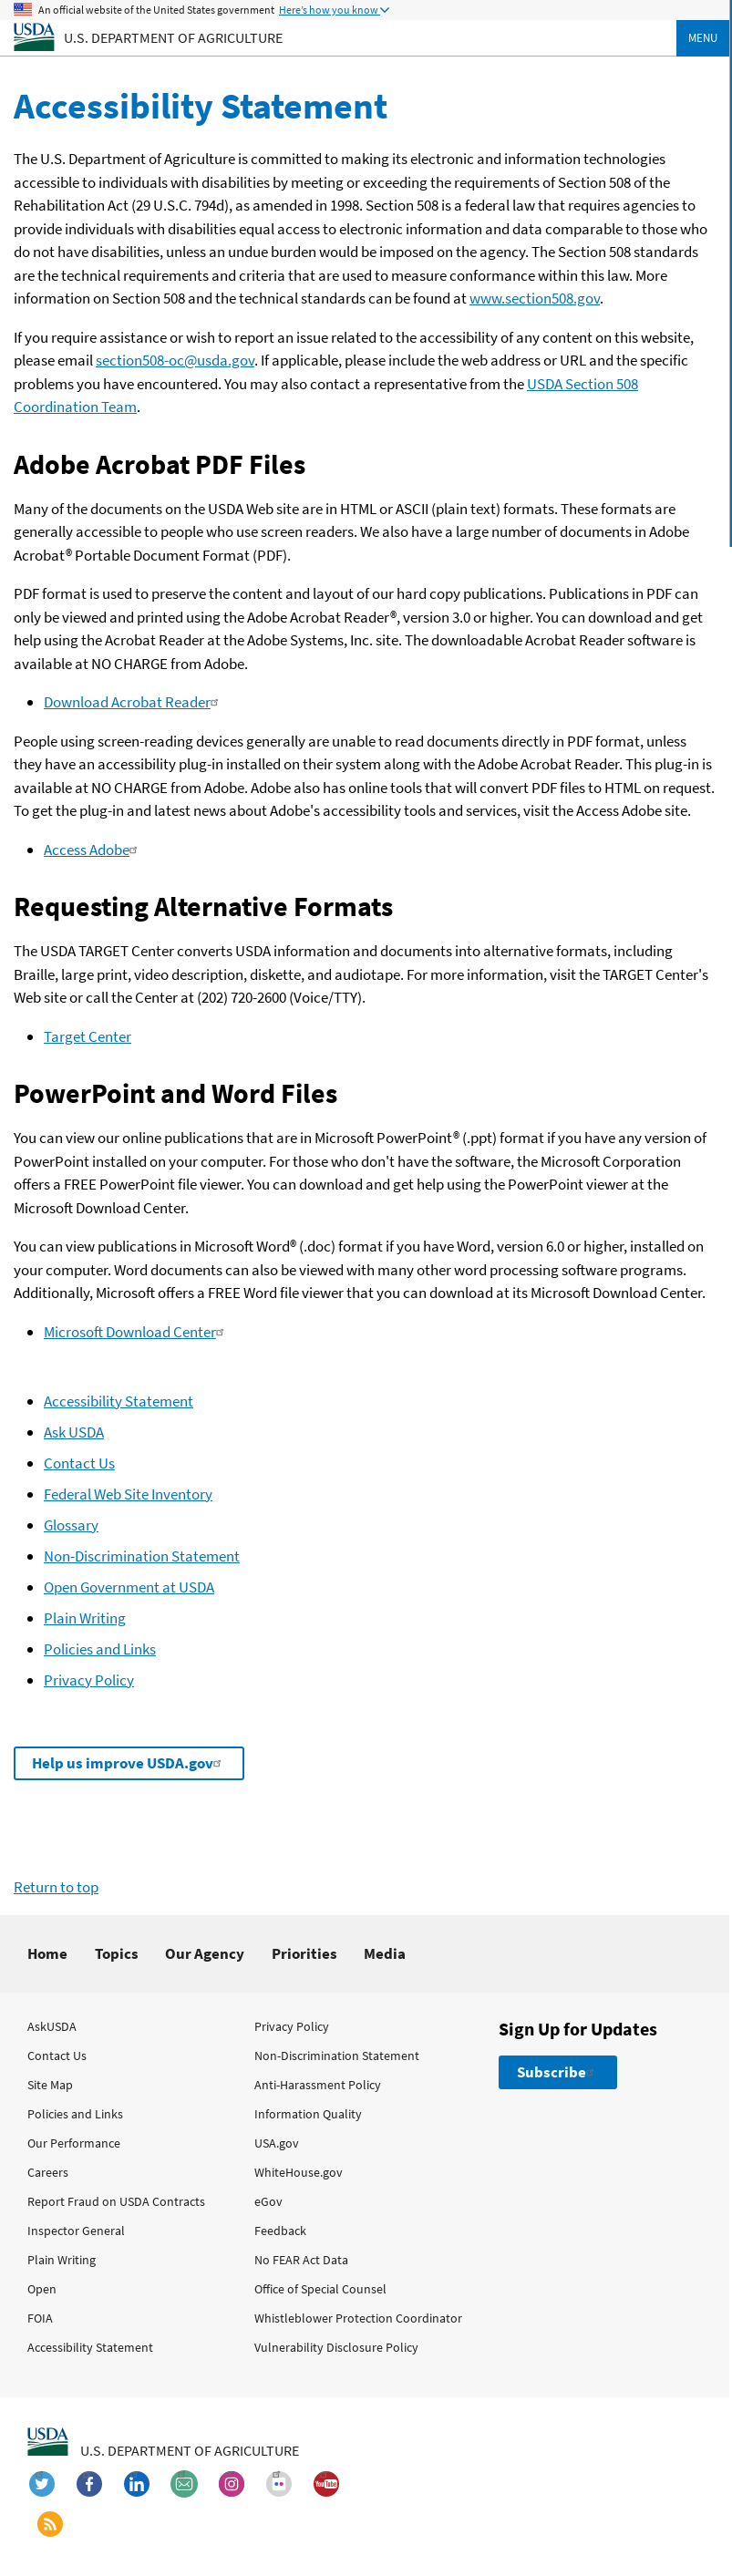 An official website of the United States government Here's how you know
USDA U.S. DEPARTMENT OF AGRICULTURE MENU
Accessibility Statement
The U.S. Department of Agriculture is committed to making its electronic and information technologies
accessible to individuals with disabilities by meeting or exceeding the requirements of Section 508 of the
Rehabilitation Act (29 U.S.C. 794d), as amended in 1998. Section 508 is a federal law that requires agencies to
provide individuals with disabilities equal access to electronic information and data comparable to those who
do not have disabilities, unless an undue burden would be imposed on the agency. The Section 508 standards
are the technical requirements and criteria that are used to measure conformance within this law. More
information on Section 508 and the technical standards can be found at www.section508.gov.
If you require assistance or wish to report an issue related to the accessibility of any content on this website,
please email section508-oc@usda.gov. If applicable, please include the web address or URL and the specific
problems you have encountered. You may also contact a representative from the USDA Section 508
Coordination Team.
Adobe Acrobat PDF Files
Many of the documents on the USDA Web site are in HTML or ASCII (plain text) formats. These formats are
generally accessible to people who use screen readers. We also have a large number of documents in Adobe
Acrobat® Portable Document Format (PDF).
PDF format is used to preserve the content and layout of our hard copy publications. Publications in PDF can
only be viewed and printed using the Adobe Acrobat Reader®, version 3.0 or higher. You can download and get
help using the Acrobat Reader at the Adobe Systems, Inc. site. The downloadable Acrobat Reader software is
available at NO CHARGE from Adobe.
Download Acrobat Reader
People using screen-reading devices generally are unable to read documents directly in PDF format, unless
they have an accessibility plug-in installed on their system along with the Adobe Acrobat Reader. This plug-in is
available at NO CHARGE from Adobe. Adobe also has online tools that will convert PDF files to HTML on request.
To get the plug-in and latest news about Adobe's accessibility tools and services, visit the Access Adobe site.
Access Adobe
Requesting Alternative Formats
The USDA TARGET Center converts USDA information and documents into alternative formats, including
Braille, large print, video description, diskette, and audiotape. For more information, visit the TARGET Center's
Web site or call the Center at (202) 720-2600 (Voice/TTY).
Target Center
PowerPoint and Word Files
You can view our online publications that are in Microsoft PowerPoint® (.ppt) format if you have any version of
PowerPoint installed on your computer. For those who don't have the software, the Microsoft Corporation
offers a FREE PowerPoint file viewer. You can download and get help using the PowerPoint viewer at the
Microsoft Download Center.
You can view publications in Microsoft Word® (.doc) format if you have Word, version 6.0 or higher, installed on
your computer. Word documents can also be viewed with many other word processing software programs.
Additionally, Microsoft offers a FREE Word file viewer that you can download at its Microsoft Download Center.
Microsoft Download Center
Accessibility Statement
Ask USDA
Contact Us
Federal Web Site Inventory
Glossary
Non-Discrimination Statement
Open Government at USDA
Plain Writing
Policies and Links
Privacy Policy
Help us improve USDA.gov
Return to top
Home Topics Our Agency Priorities Media
AskUSDA
Contact Us
Site Map
Policies and Links
Our Performance
Careers
Report Fraud on USDA Contracts
Inspector General
Plain Writing
Open
FOIA
Accessibility Statement
Privacy Policy
Non-Discrimination Statement
Anti-Harassment Policy
Information Quality
USA.gov
WhiteHouse.gov
eGov
Feedback
No FEAR Act Data
Office of Special Counsel
Whistleblower Protection Coordinator
Vulnerability Disclosure Policy
Sign Up for Updates
Subscribe
USDA U.S. DEPARTMENT OF AGRICULTURE
f in YouTube